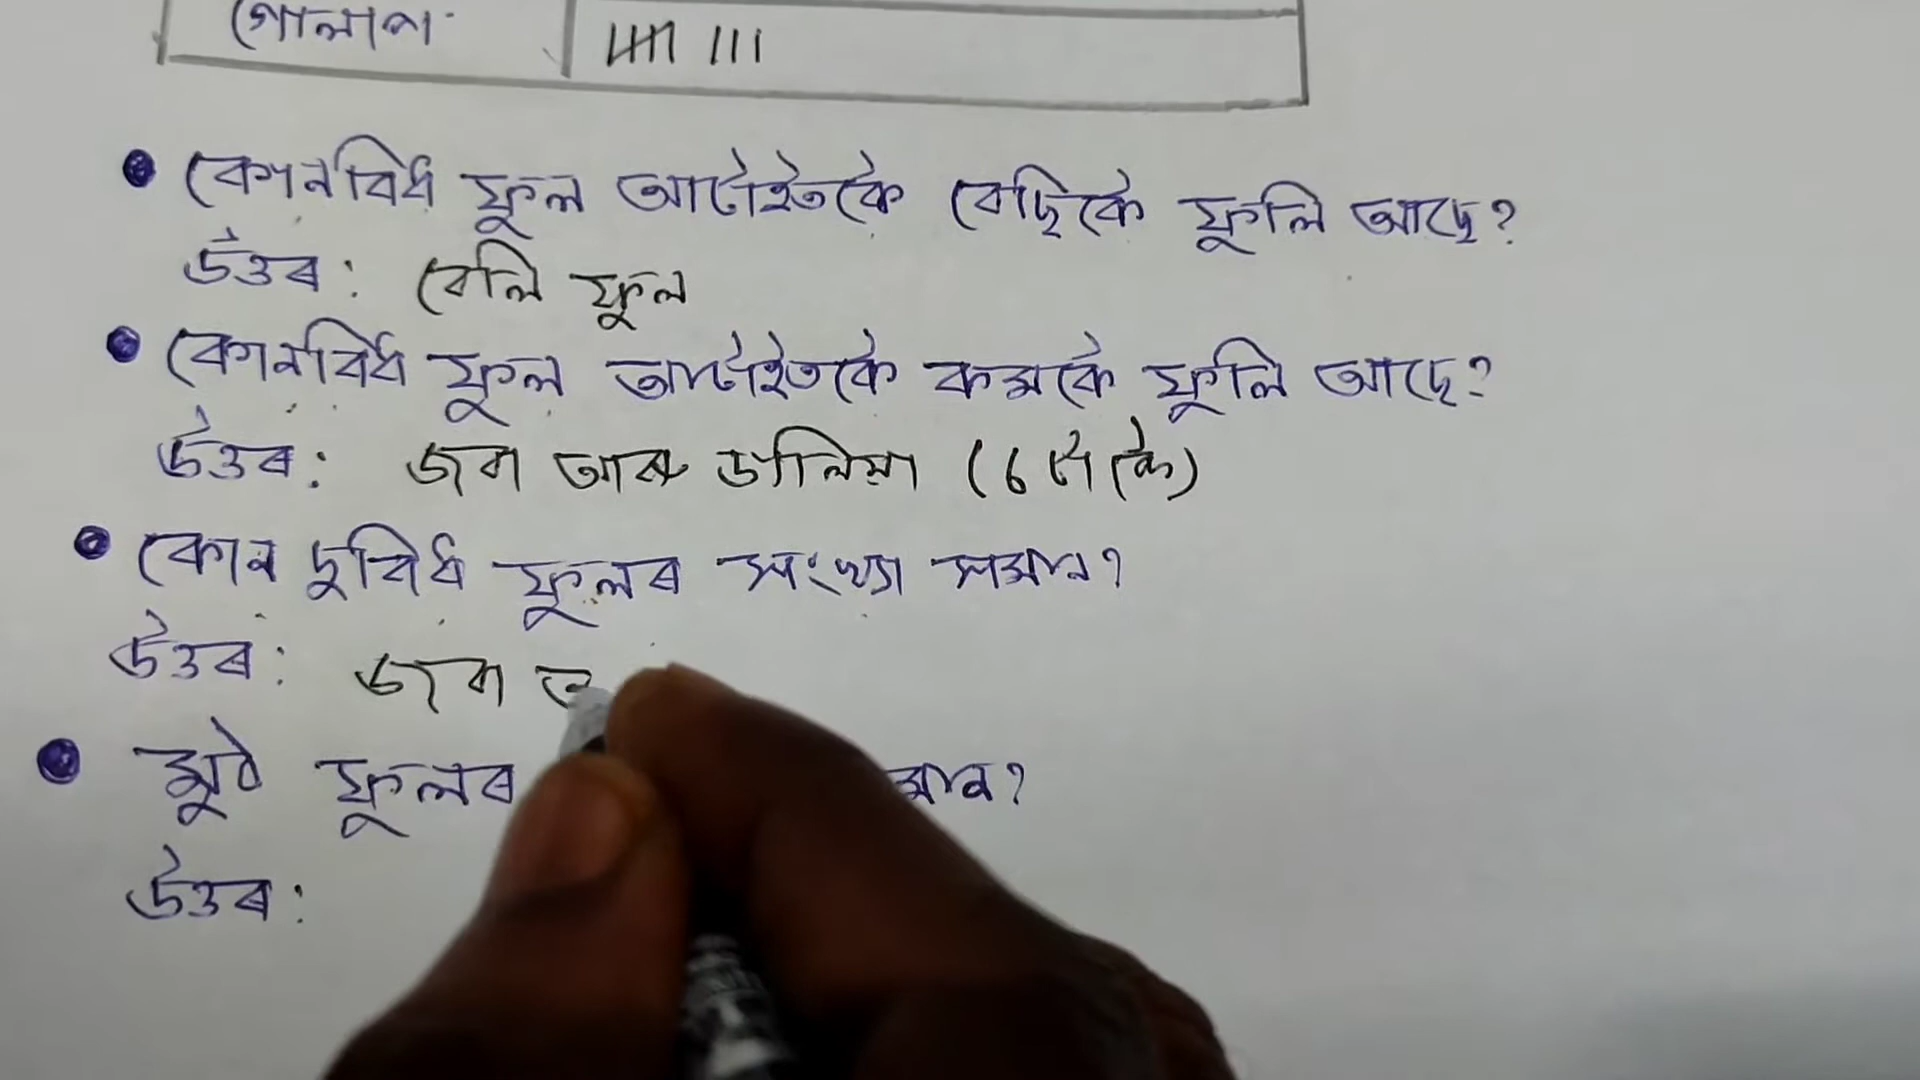 গোলাপ
কোনবিধ ফুল আটাইতকৈ বেছিকৈ ফুলি আছে?
উত্তৰ: বেলি ফুল
কোনবিধ ফুল আটাইতকৈ কমকৈ ফুলি আছে?
উত্তৰ: জবা আৰু ডালিয়া (৬ টাকৈ)
কোন দুবিধ ফুলৰ সংখ্যা সমান?
উত্তৰ: জবা
মুঠ ফুলৰ মান?
উত্তৰ: